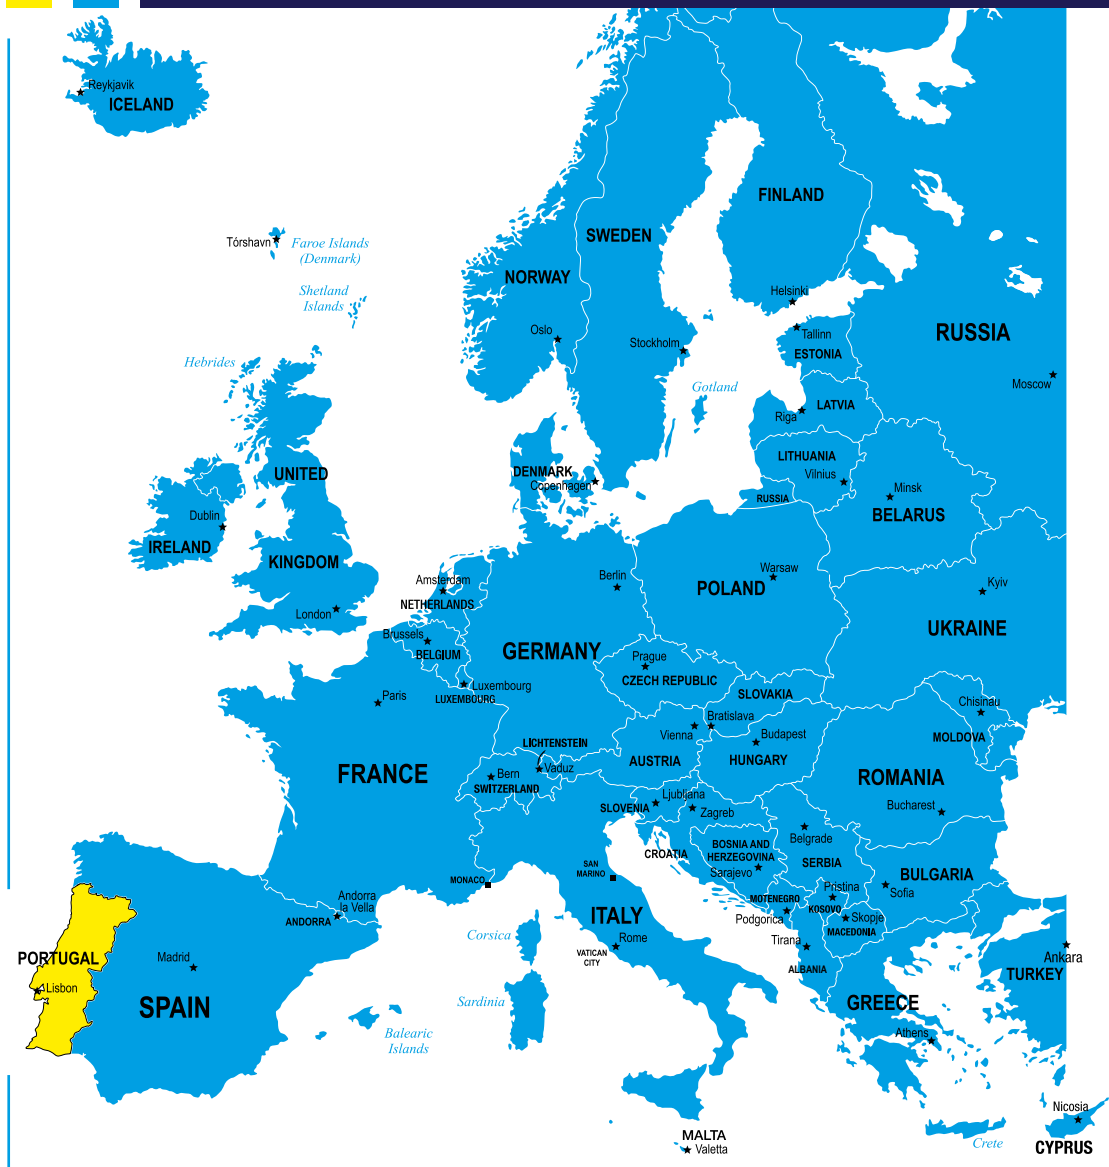 Reykjavik
ICELAND
FINLAND
SWEDEN
Tórshavn
Faroe Islands
(Denmark)
NORWAY
Shetland
Islands
Helsinki
Oslo
Tallinn
RUSSIA
Stockholm
ESTONIA
Hebrides
Moscow
Gotland
LATVIA
Riga
LITHUANIA
UNITED
DENMARK
Vilnius
Copenhagen
Minsk
RUSSIA
Dublin
BELARUS
IRELAND
KINGDOM
Warsaw
Berlin
Amsterdam
Kyiv
POLAND
NETHERLANDS
London
UKRAINE
Brussels
GERMANY
BELGIUM
Prague
CZECH REPUBLIC
Luxembourg
SLOVAKIA
Paris
LUXEMBOURG
Chisinau
Bratislava
Vienna
Budapest
MOLDOVA
LICHTENSTEIN
AUSTRIA
HUNGARY
Vaduz
FRANCE
Bern
ROMANIA
SWITZERLAND
Ljubljana
SLOVENIA
Zagreb
Bucharest
Belgrade
BOSNIA AND
HERZEGOVINA
CROATIA
SERBIA
SAN
MARINO
Sarajevo
BULGARIA
MONACO
Pristina
Sofia
Andorra
la Vella
MOTENEGRO
KOSOVO
ANDORRA
ITALY
Podgorica
Skopje
MACEDONIA
Corsica
Rome
Tirana
VATICAN
CITY
PORTUGAL
Madrid
Ankara
ALBANIA
TURKEY
Lisbon
SPAIN
Sardinia
GREECE
Balearic
Islands
Athens
Nicosia
MALTA
Valetta
Crete
CYPRUS